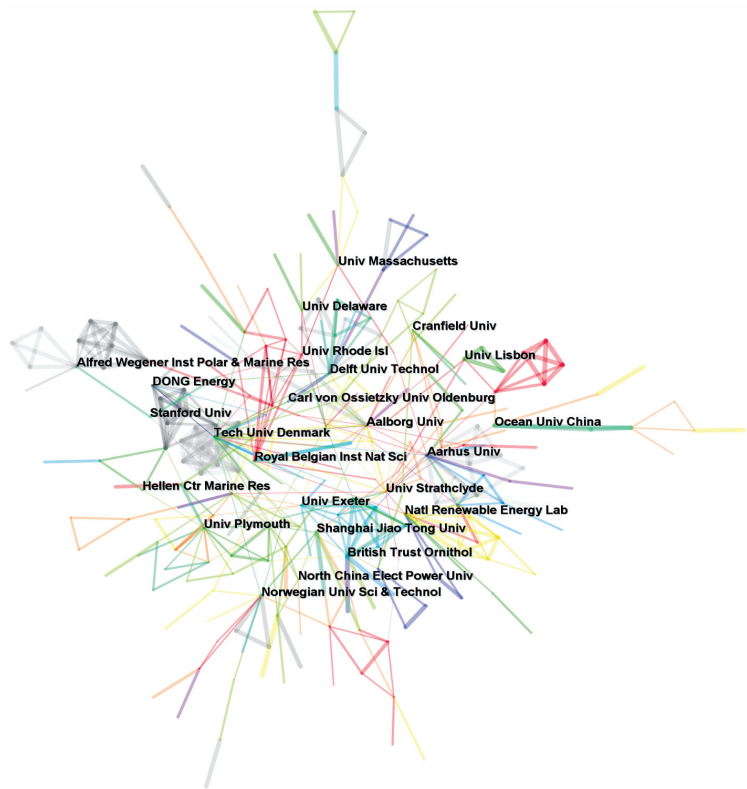 Univ Massachusetts
Univ Delaware
Cranfield Univ
Univ Rhode Isl
Univ Lisbon
Alfred Wegener Inst Polar & Marine Res
Delft Univ Technol
DONG Energy
Carl von Ossietzky Univ Oldenburg
Stanford Univ
Aalborg Univ
Ocean Univ China
Tech Univ Denmark
Aarhus Univ
Royal Belgian Inst Nat Sci
Hellen Ctr Marine Res
Univ Strathclyde
Univ Exeter
Natl Renewable Energy Lab
Univ Plymouth
Shanghai Jiao Tong Univ
British Trust Ornithol
North China Elect Power Univ
Norwegian Univ Sci & Technol